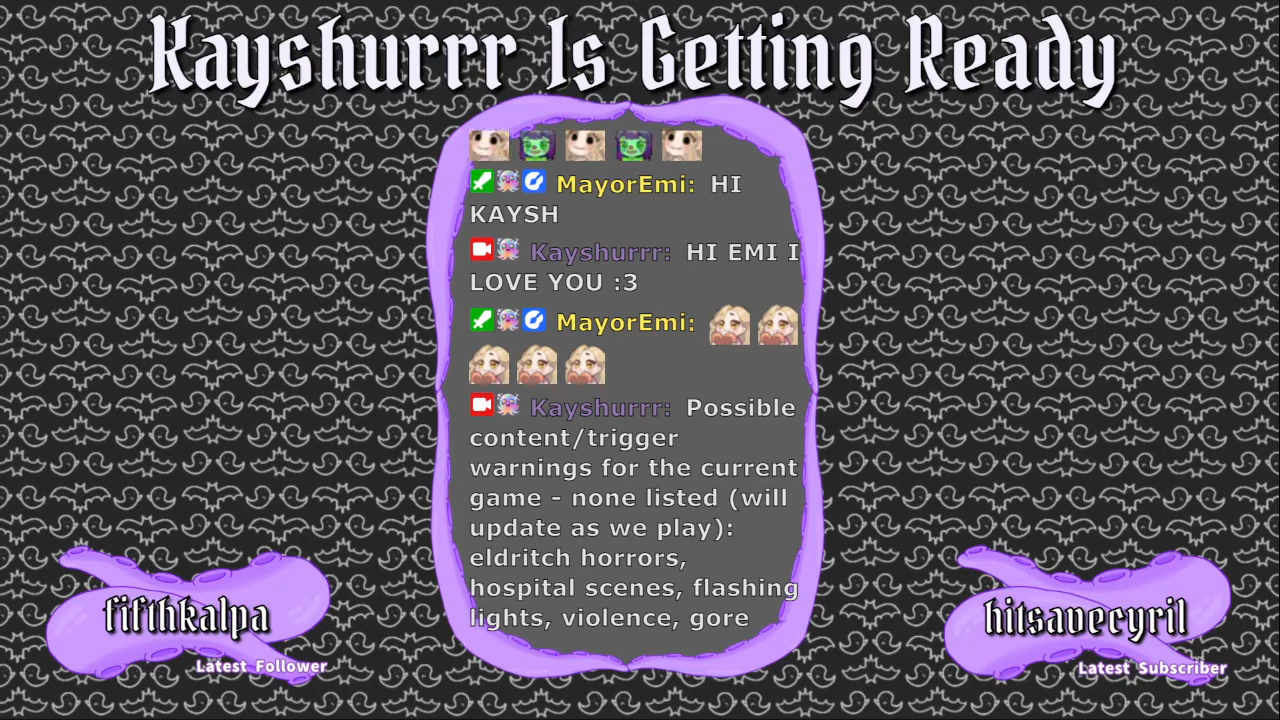 Kayshurrr Is Getting Ready
MayorEmi: HI
KAYSH
Kayshurrr: HI EMI I
LOVE YOU :3
MayorEmi:
Kayshurrr: Possible
content/trigger
warnings for the current
game - none listed (will
update as we play):
eldritch horrors,
hospital scenes, flashing
lights, violence, gore
fifthkalpa
Latest Follower
hitsavecyril
Latest Subscriber